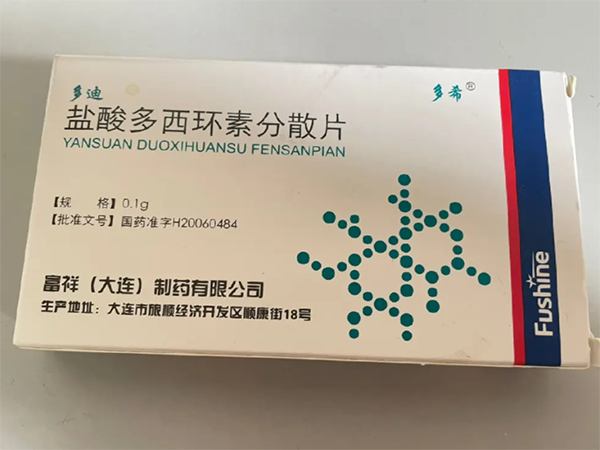 多迪
多希®
盐酸多西环素分散片
YANSUAN DUOXIHUANSU FENSANPIAN
【规 格】0.1g
【批准文号】国药准字H20060484
富祥（大连）制药有限公司
生产地址：大连市旅顺经济开发区顺康街18号
Fushine